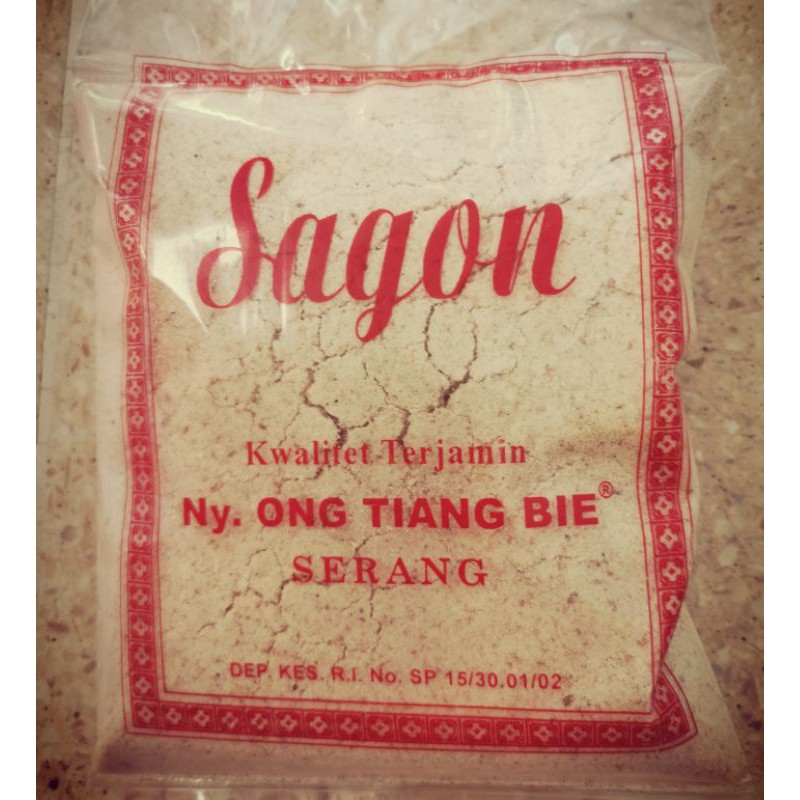 Sagon
Kwalitet Terjamin
Ny. ONG TIANG BIE®
SERANG
DEP. KES. R.I. No. SP 15/30.01/02